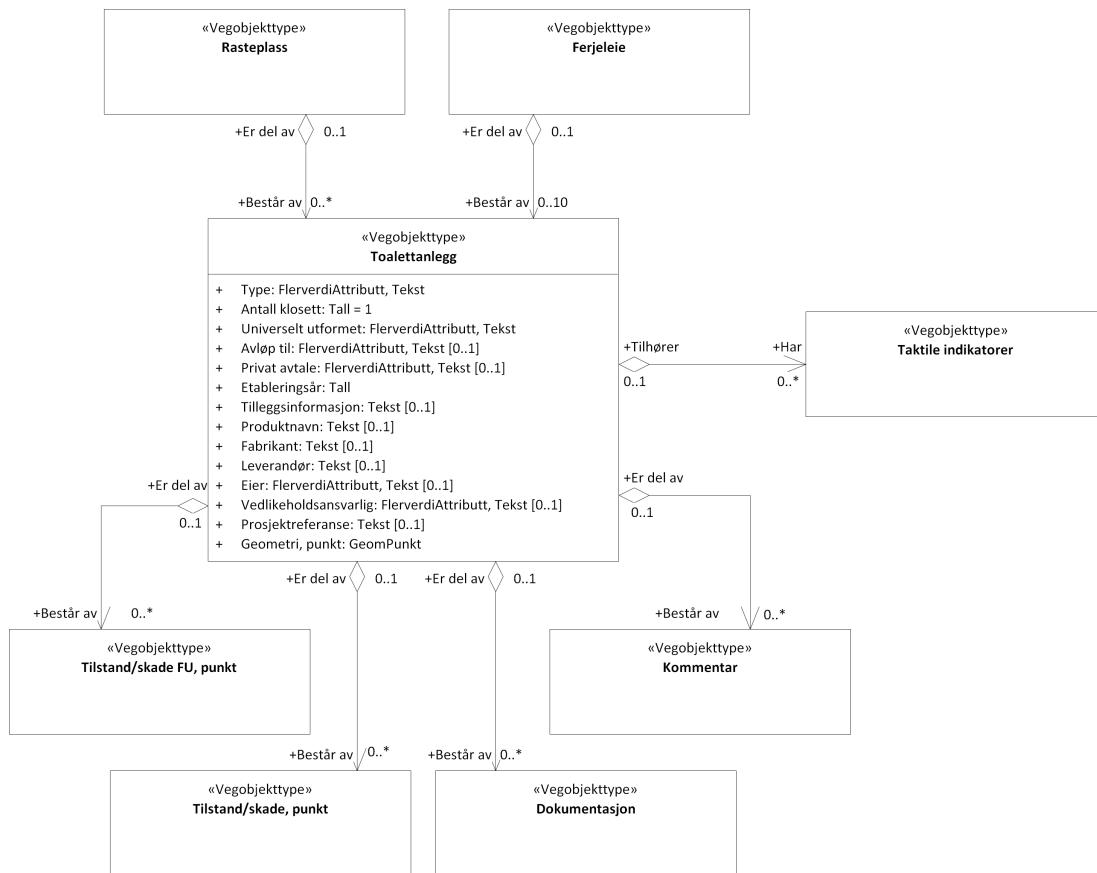 «Vegobjekttype»
Rasteplass
«Vegobjekttype»
Ferjeleie
+Er del av 0..1
+Er del av 0..1
+Består av 0..*
+Består av 0..10
«Vegobjekttype»
Toalettanlegg
+ Type: FlerverdiAttributt, Tekst
+ Antall klosett: Tall = 1
+ Universelt utformet: FlerverdiAttributt, Tekst
+ Avløp til: FlerverdiAttributt, Tekst [0..1]
+ Privat avtale: FlerverdiAttributt, Tekst [0..1]
+ Etableringsår: Tall
+ Tilleggsinformasjon: Tekst [0..1]
+ Produktnavn: Tekst [0..1]
+ Fabrikant: Tekst [0..1]
+ Leverandør: Tekst [0..1]
+ Eier: FlerverdiAttributt, Tekst [0..1]
+ Vedlikeholdsansvarlig: FlerverdiAttributt, Tekst [0..1]
+ Prosjektreferanse: Tekst [0..1]
+ Geometri, punkt: GeomPunkt
+Tilhører
0..1
+Har
0..*
«Vegobjekttype»
Taktile indikatorer
+Er del av
0..1
+Består av 0..*
«Vegobjekttype»
Tilstand/skade FU, punkt
+Er del av
0..1
+Består av 0..*
«Vegobjekttype»
Kommentar
+Er del av 0..1
+Består av 0..*
«Vegobjekttype»
Tilstand/skade, punkt
+Er del av 0..1
+Består av 0..*
«Vegobjekttype»
Dokumentasjon